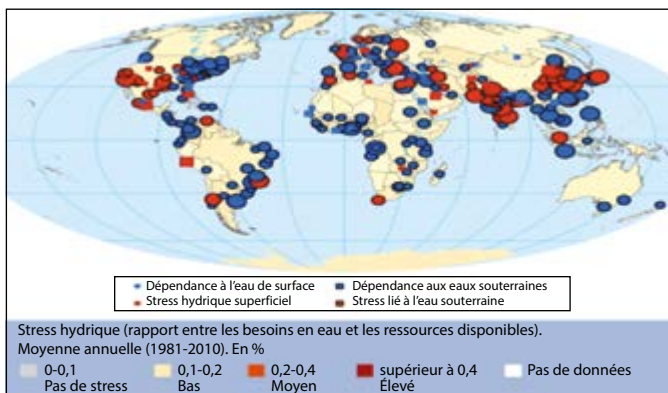 Dépendance à l'eau de surface
Dépendance aux eaux souterraines
Stress hydrique superficiel
Stress lié à l'eau souterraine
Stress hydrique (rapport entre les besoins en eau et les ressources disponibles).
Moyenne annuelle (1981-2010). En %
0-0,1
Pas de stress
0,1-0,2
Bas
0,2-0,4
Moyen
supérieur à 0,4
Élevé
Pas de données